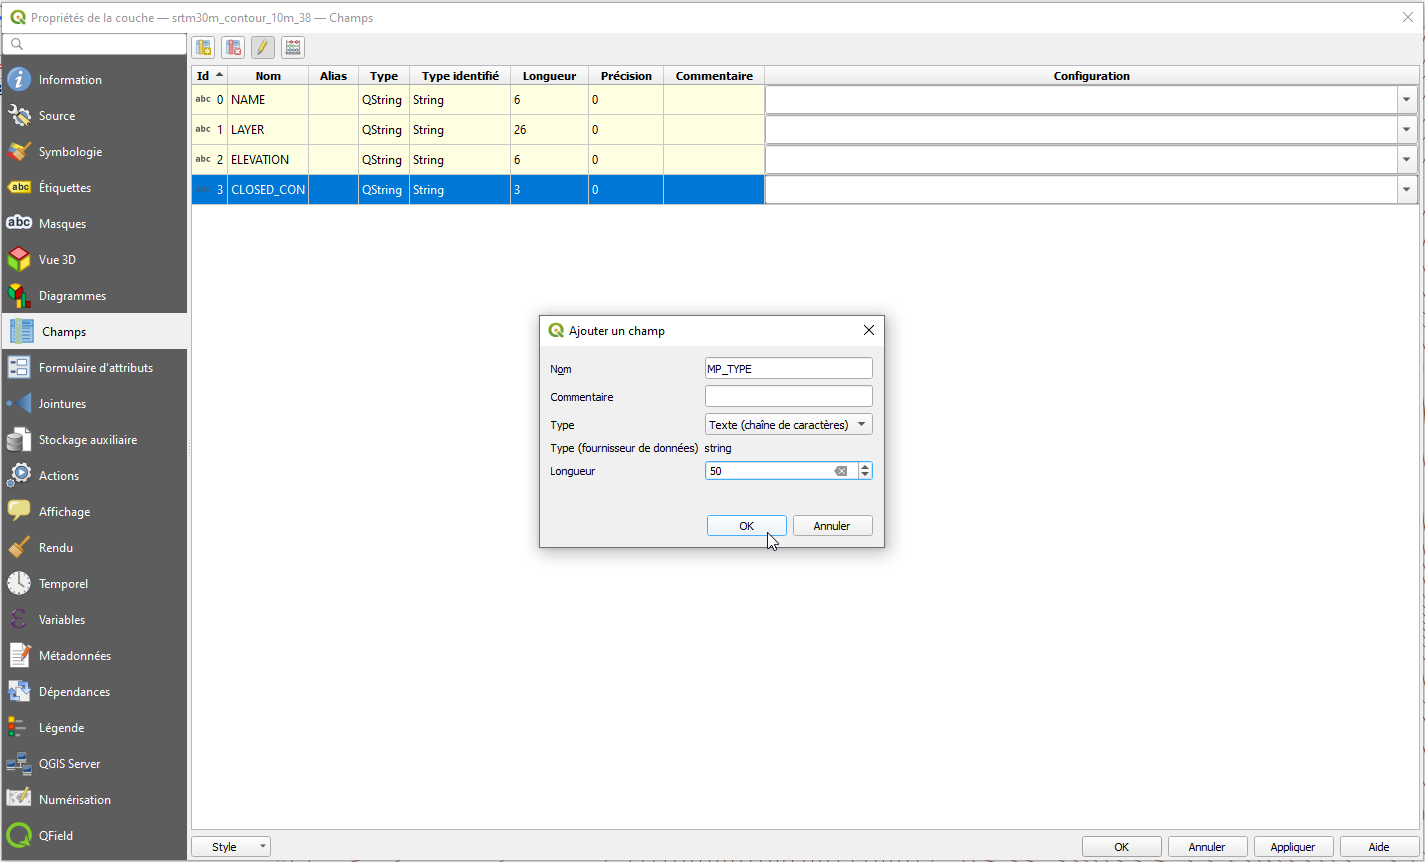 Propriétés de la couche — srtm30m_contour_10m_38 — Champs
Information
Source
Symbologie
abc Étiquettes
abc Masques
Vue 3D
Diagrammes
Champs
Formulaire d'attributs
Jointures
Stockage auxiliaire
Actions
Affichage
Rendu
Temporel
Variables
Métadonnées
Dépendances
Légende
QGIS Server
Numérisation
QField
Id Nom Alias Type Type identifié Longueur Précision Commentaire Configuration
abc 0 NAME QString String 6 0
abc 1 LAYER QString String 26 0
abc 2 ELEVATION QString String 6 0
abc 3 CLOSED_CON QString String 3 0
Ajouter un champ
Nom MP_TYPE
Commentaire
Type Texte (chaîne de caractères)
Type (fournisseur de données) string
Longueur 50
OK Annuler
Style OK Annuler Appliquer Aide